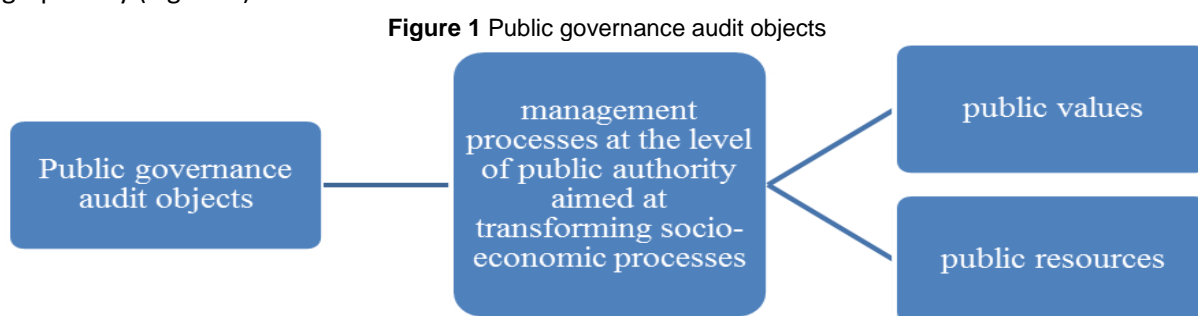 Figure 1 Public governance audit objects
Public governance
audit objects
management
processes at the level
of public authority
aimed at
transforming socio-
economic processes
public values
public resources